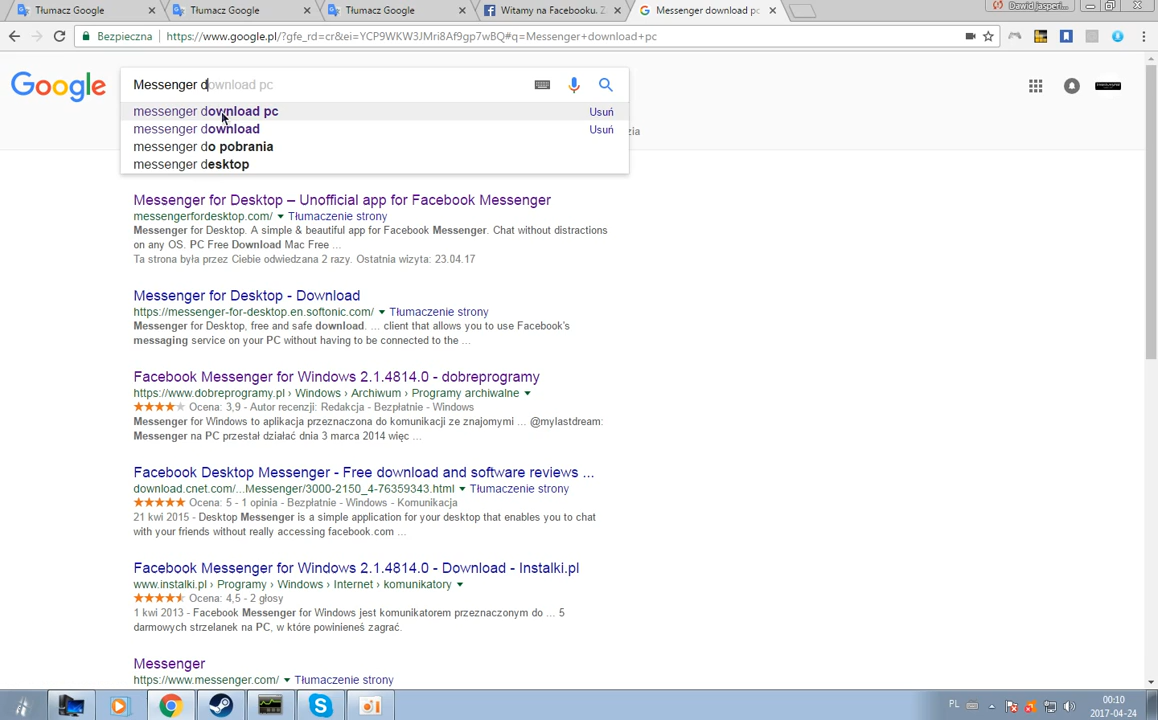 Tłumacz Google
Tłumacz Google
Tłumacz Google
Witamy na Facebooku. Z
Messenger download pc
Bezpieczna
https://www.google.pl/?gfe_rd=cr&ei=YCP9WKW3JMri8Af9gp7wBQ#q=Messenger+download+pc
Google
Messenger download pc
messenger download pc Usuń
messenger download Usuń
messenger do pobrania
messenger desktop
Messenger for Desktop – Unofficial app for Facebook Messenger
messengerfordesktop.com/ Tłumaczenie strony
Messenger for Desktop. A simple & beautiful app for Facebook Messenger. Chat without distractions
on any OS. PC Free Download Mac Free ...
Ta strona była przez Ciebie odwiedzana 2 razy. Ostatnia wizyta: 23.04.17
Messenger for Desktop - Download
https://messenger-for-desktop.en.softonic.com/ Tłumaczenie strony
Messenger for Desktop, free and safe download. ... client that allows you to use Facebook's
messaging service on your PC without having to be connected to the ...
Facebook Messenger for Windows 2.1.4814.0 - dobreprogramy
https://www.dobreprogramy.pl › Windows › Archiwum › Programy archiwalne
Ocena: 3,9 - Autor recenzji: Redakcja - Bezpłatnie - Windows
Messenger for Windows to aplikacja przeznaczona do komunikacji ze znajomymi ... @mylastdream:
Messenger na PC przestał działać dnia 3 marca 2014 więc ...
Facebook Desktop Messenger - Free download and software reviews ...
download.cnet.com/...Messenger/3000-2150_4-76359343.html Tłumaczenie strony
Ocena: 5 - 1 opinia - Bezpłatnie - Windows - Komunikacja
21 kwi 2015 - Desktop Messenger is a simple application for your desktop that enables you to chat
with your friends without really accessing facebook.com ...
Facebook Messenger for Windows 2.1.4814.0 - Download - Instalki.pl
www.instalki.pl › Programy › Windows › Internet › komunikatory
Ocena: 4,5 - 2 głosy
1 kwi 2013 - Facebook Messenger for Windows jest komunikatorem przeznaczonym do ... 5
darmowych strzelanek na PC, w które powinieneś zagrać.
Messenger
https://www.messenger.com/ Tłumaczenie strony
PL
00:10
2017-04-24